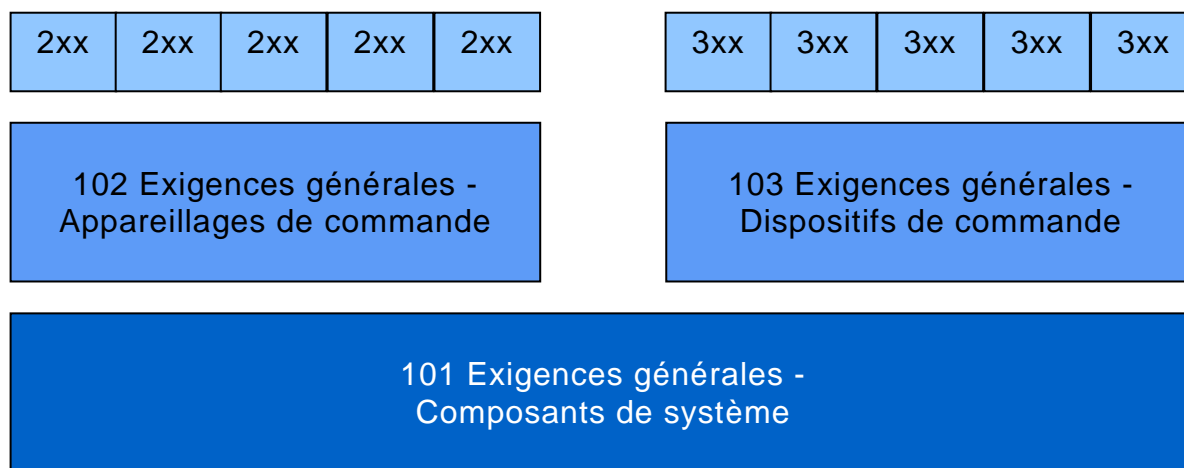 2xx 2xx 2xx 2xx 2xx
3xx 3xx 3xx 3xx 3xx
102 Exigences générales -
Appareillages de commande
103 Exigences générales -
Dispositifs de commande
101 Exigences générales -
Composants de système